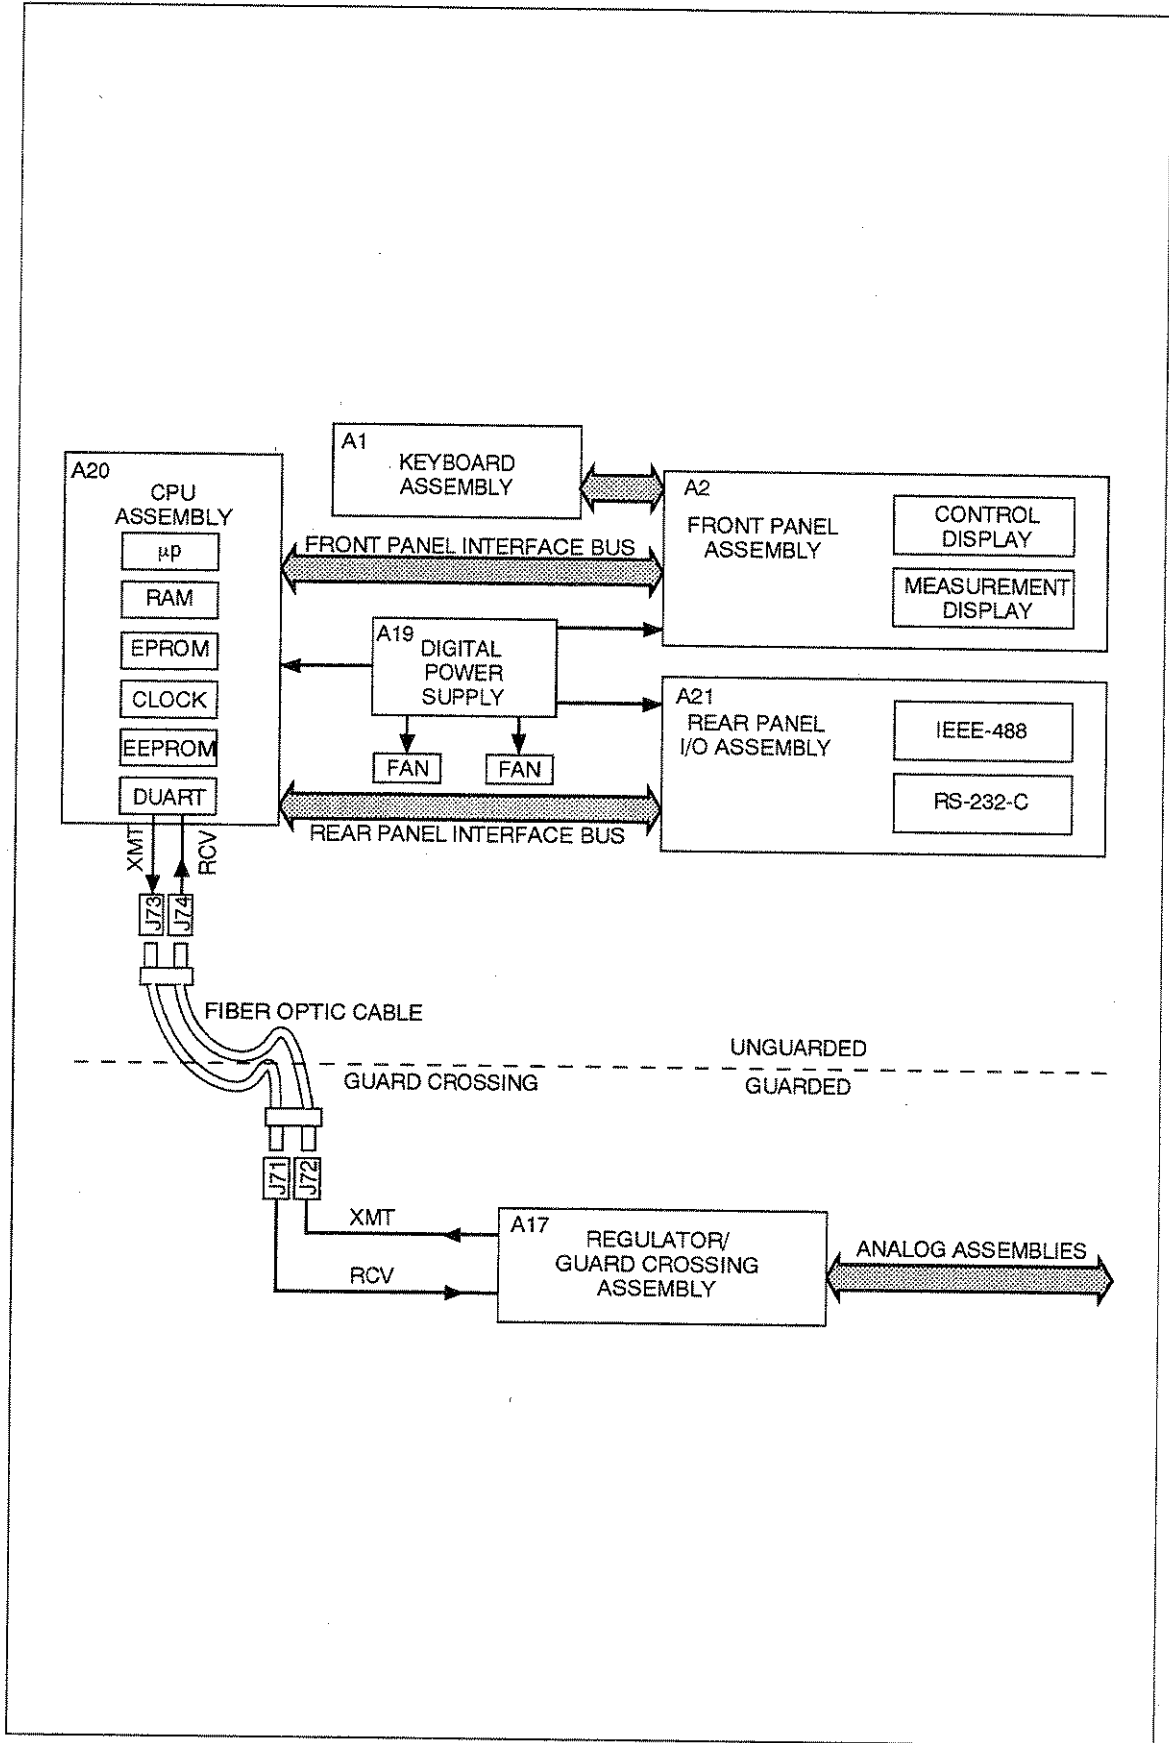 A20
CPU
ASSEMBLY
μp
RAM
EPROM
CLOCK
EEPROM
DUART
XMT
RCV
J73
J74
A1
KEYBOARD
ASSEMBLY
FRONT PANEL INTERFACE BUS
A2
FRONT PANEL
ASSEMBLY
CONTROL
DISPLAY
MEASUREMENT
DISPLAY
A19
DIGITAL
POWER
SUPPLY
FAN
FAN
A21
REAR PANEL
I/O ASSEMBLY
IEEE-488
RS-232-C
REAR PANEL INTERFACE BUS
FIBER OPTIC CABLE
UNGUARDED
GUARD CROSSING
GUARDED
J71
J72
XMT
RCV
A17
REGULATOR/
GUARD CROSSING
ASSEMBLY
ANALOG ASSEMBLIES